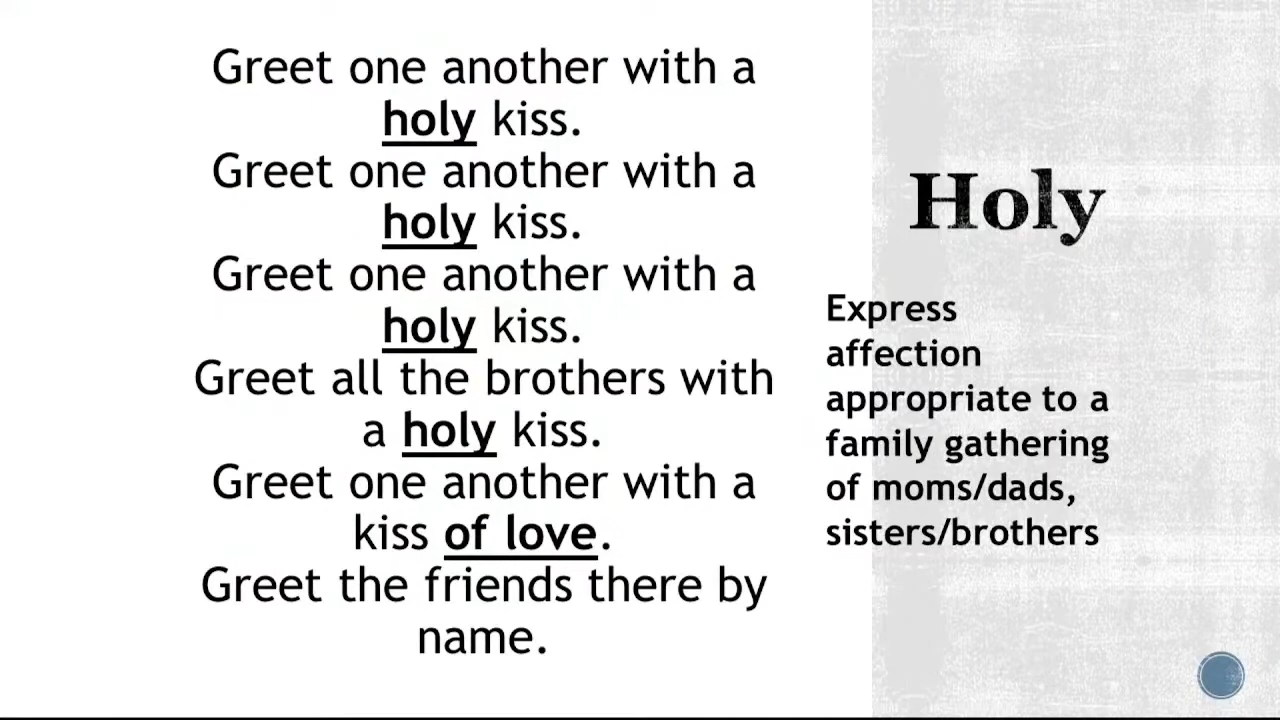 Greet one another with a
holy kiss.
Greet one another with a
holy kiss.
Greet one another with a
holy kiss.
Greet all the brothers with
a holy kiss.
Greet one another with a
kiss of love.
Greet the friends there by
name.
Holy
Express
affection
appropriate to a
family gathering
of moms/dads,
sisters/brothers